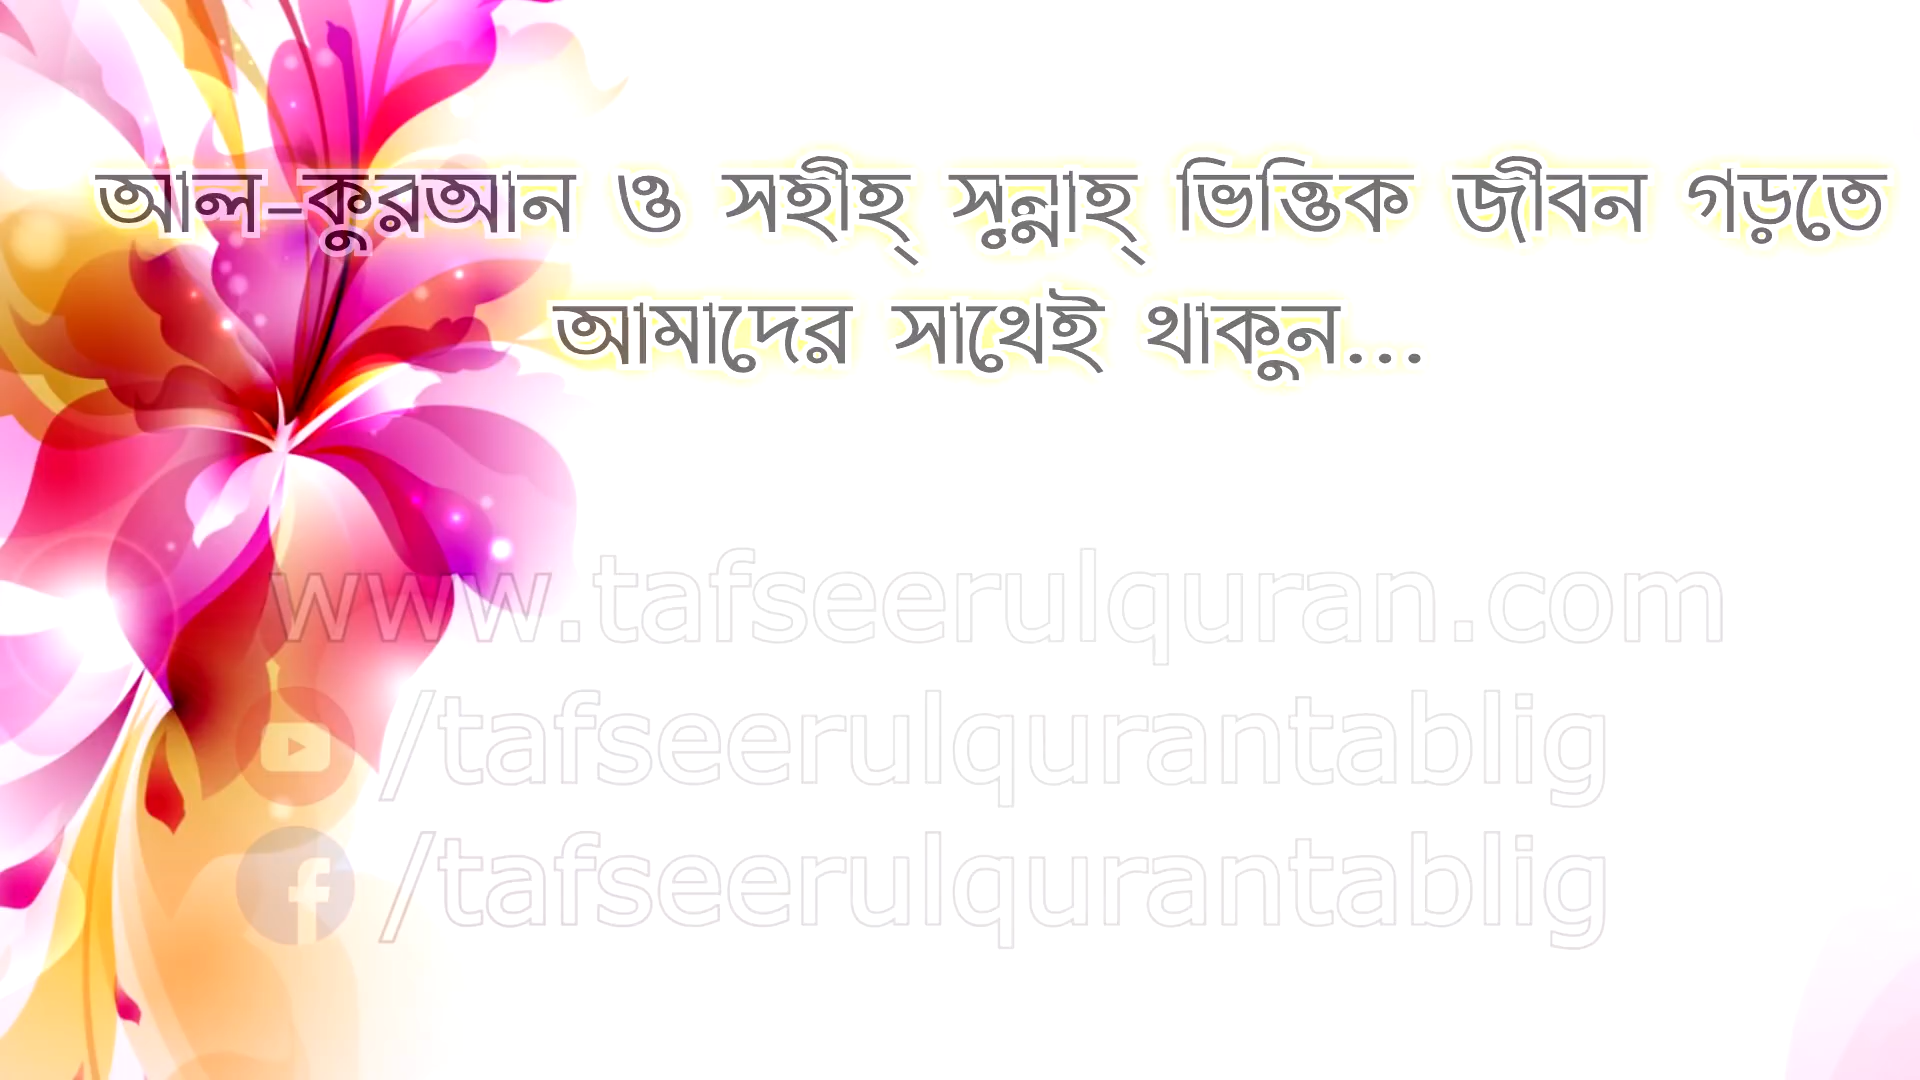 আল-কুরআন ও সহীহ্ সুন্নাহ্ ভিত্তিক জীবন গড়তে
আমাদের সাথেই থাকুন...
www.tafseerulquran.com
/tafseerulqurantablig
/tafseerulqurantablig